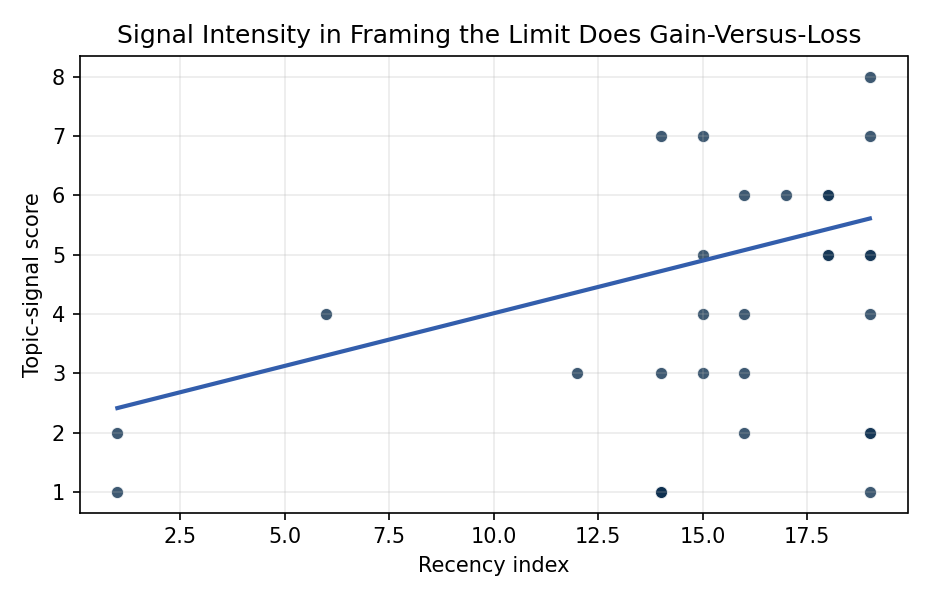 Signal Intensity in Framing the Limit Does Gain-Versus-Loss
Topic-signal score
8
7
6
5
4
3
2
1
2.5 5.0 7.5 10.0 12.5 15.0 17.5
Recency index